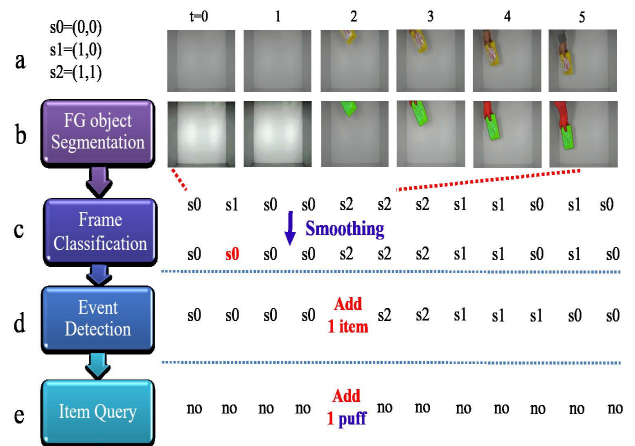 s0=(0,0)
s1=(1,0)
s2=(1,1)
t=0 1 2 3 4 5
a
b
FG object
Segmentation
c
Frame
Classification
s0 s1 s0 s0 s2 s2 s2 s1 s1 s0 s1 s0
Smoothing
s0 s0 s0 s0 s2 s2 s2 s1 s1 s0 s1 s0
d
Event
Detection
s0 s0 s0 s0 Add
1 item s2 s2 s1 s1 s1 s0 s0
e
Item Query
no no no no Add
1 puff no no no no no no no